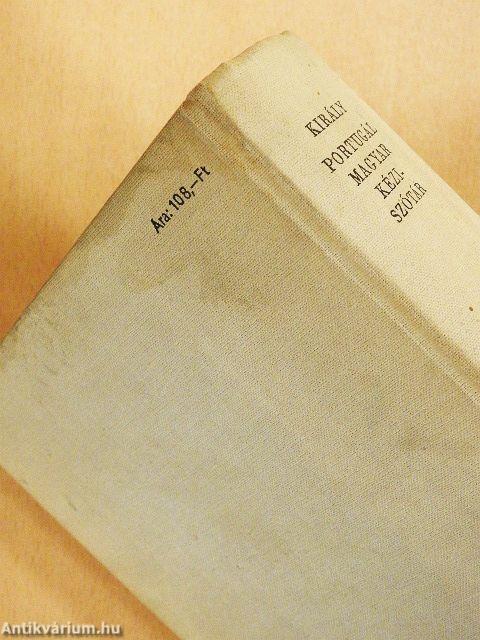 KIRÁLY
PORTUGÁL
MAGYAR
KÉZI-
SZÓTÁR
Ára: 108,–Ft
Antikvárium.hu